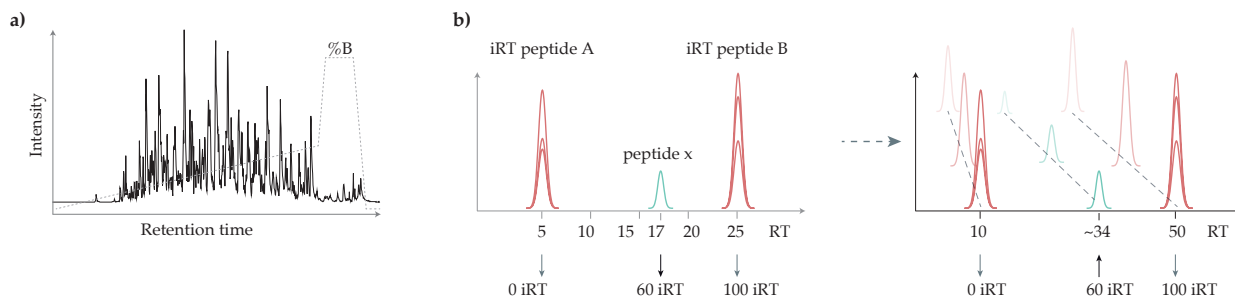 a)
%B
Intensity
Retention time
b)
iRT peptide A
iRT peptide B
peptide x
5 10 15 17 20 25 RT
0 iRT 60 iRT 100 iRT
10 ~34 50 RT
0 iRT 60 iRT 100 iRT